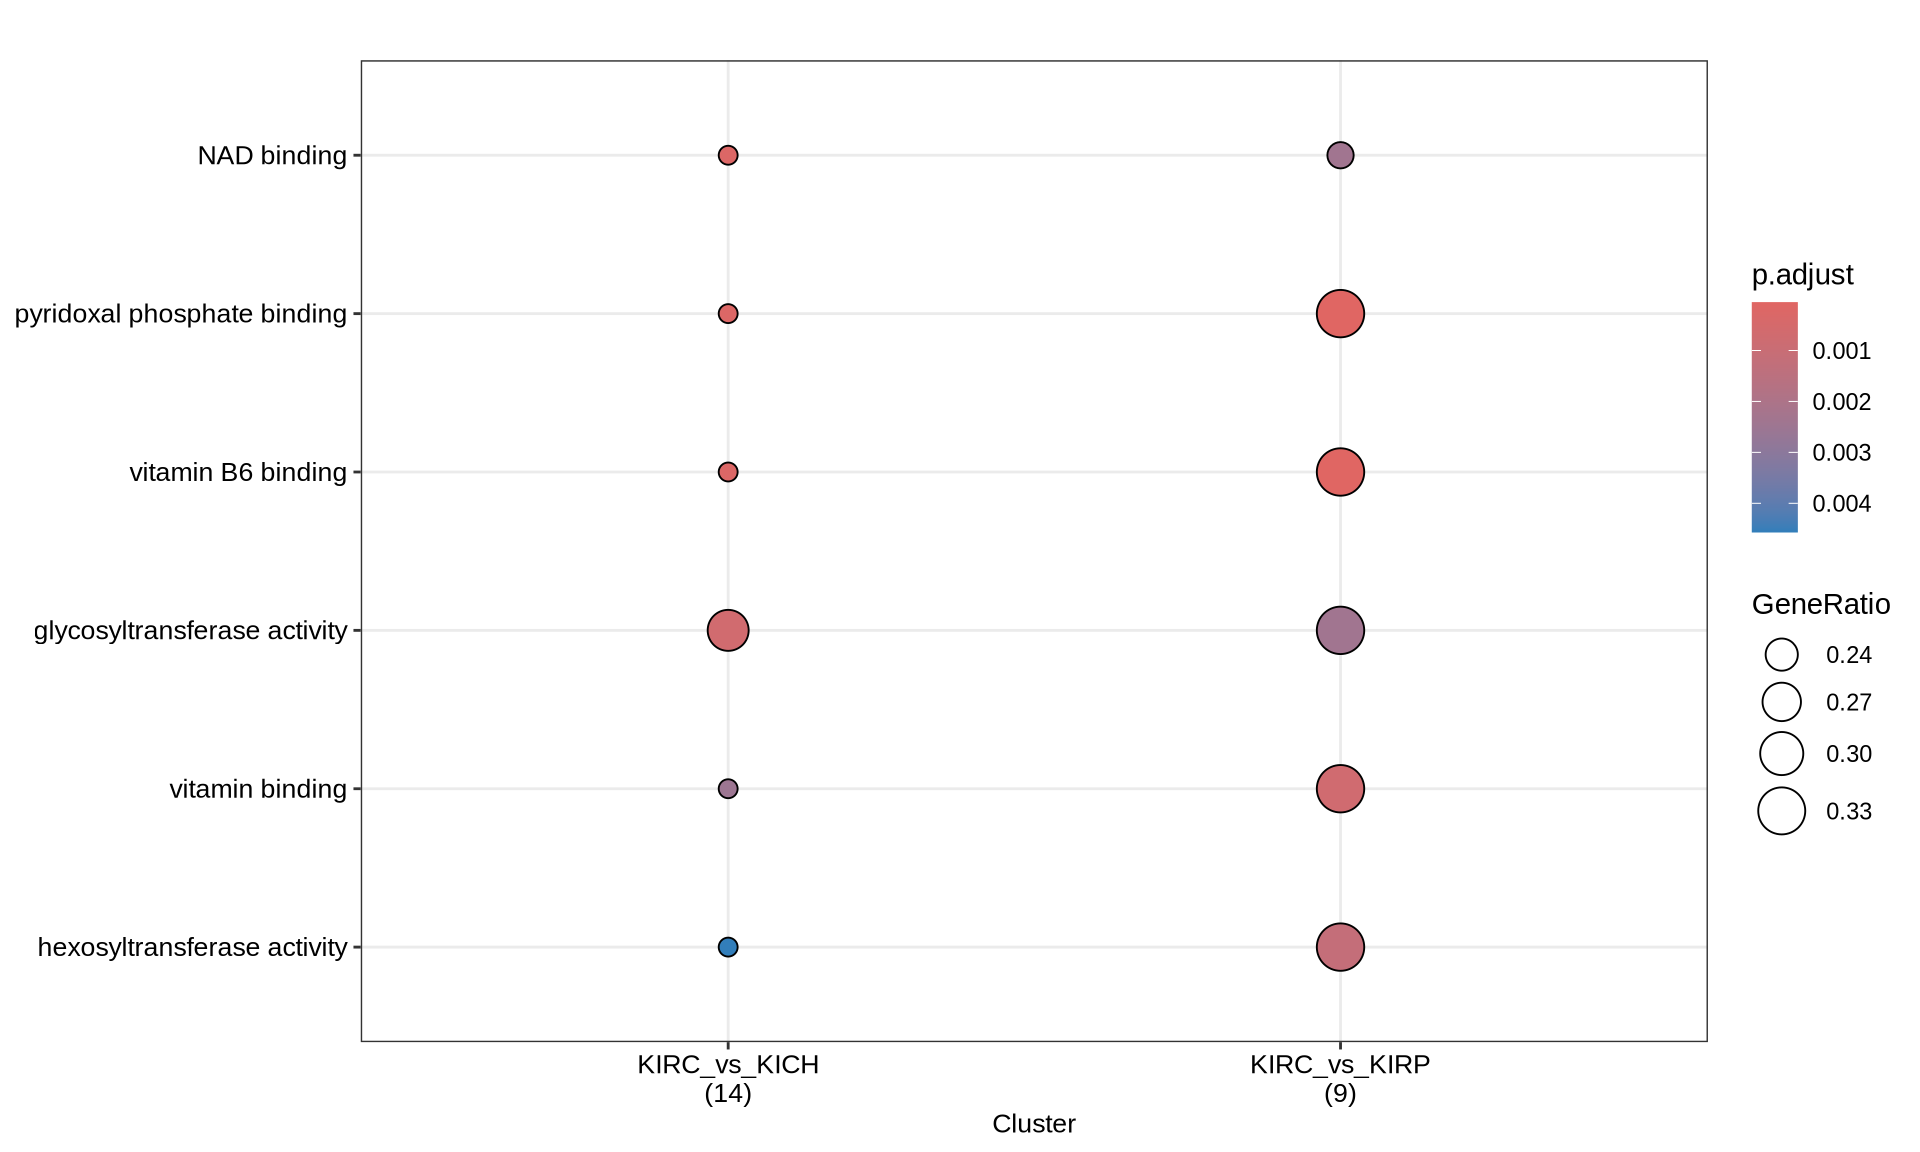 NAD binding
pyridoxal phosphate binding
vitamin B6 binding
glycosyltransferase activity
vitamin binding
hexosyltransferase activity
KIRC_vs_KICH
(14)
KIRC_vs_KIRP
(9)
Cluster
p.adjust
0.001
0.002
0.003
0.004
GeneRatio
0.24
0.27
0.30
0.33